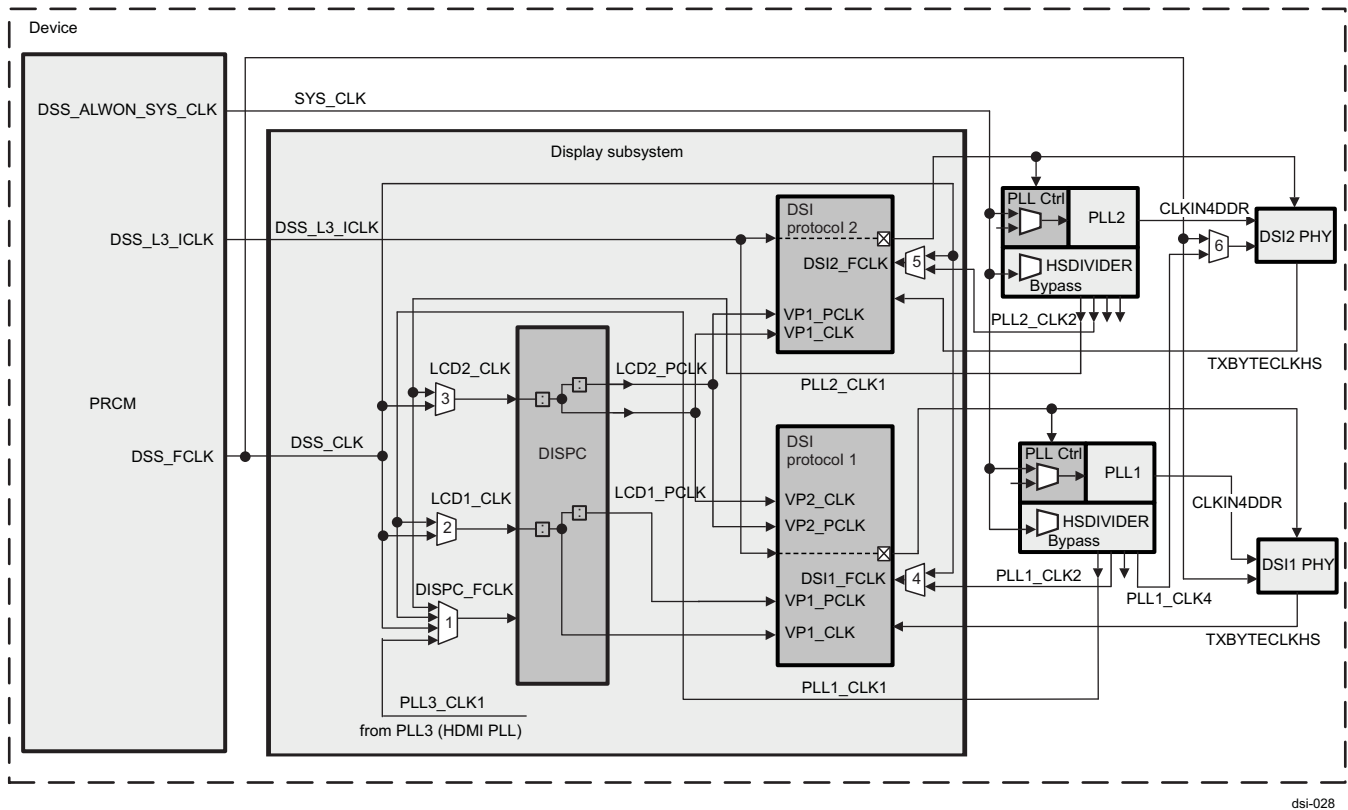 Device
DSS_ALWON_SYS_CLK
SYS_CLK
Display subsystem
DSI
protocol 2
PLL Ctrl
PLL2
CLKIN4DDR
DSI2 PHY
DSS_L3_ICLK
DSS_L3_ICLK
DSI2_FCLK
5
6
HSDIVIDER
Bypass
VP1_PCLK
VP1_CLK
PLL2_CLK2
TXBYTECLKHS
LCD2_CLK
LCD2_PCLK
PLL2_CLK1
3
:
:
PRCM
DSS_FCLK
DSS_CLK
DISPC
DSI
protocol 1
PLL Ctrl
PLL1
LCD1_CLK
LCD1_PCLK
VP2_CLK
CLKIN4DDR
2
:
:
VP2_PCLK
HSDIVIDER
Bypass
DSI1 PHY
DSI1_FCLK
4
PLL1_CLK2
DISPC_FCLK
VP1_PCLK
PLL1_CLK4
1
VP1_CLK
TXBYTECLKHS
PLL1_CLK1
PLL3_CLK1
from PLL3 (HDMI PLL)
dsi-028